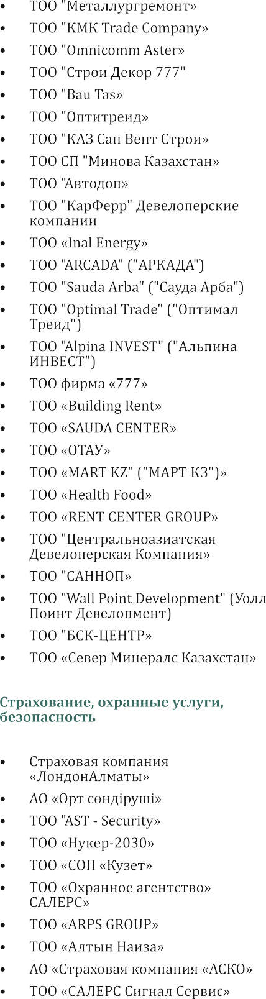 • ТОО "Металлургремонт»
• ТОО "КМК Trade Company»
• ТОО "Omnicomm Aster»
• ТОО "Строи Декор 777"
• ТОО "Bau Tas»
• ТОО "Оптитреид»
• ТОО "КАЗ Сан Вент Строи»
• ТОО СП "Минова Казахстан»
• ТОО "Автодоп»
• ТОО "КарФерр" Девелоперские
компании
• ТОО «Inal Energy»
• ТОО "ARCADA" ("АРКАДА")
• ТОО "Sauda Arba" ("Сауда Арба")
• ТОО "Optimal Trade" ("Оптимал
Треид")
• ТОО "Alpina INVEST" ("Альпина
ИНВЕСТ")
• ТОО фирма «777»
• ТОО «Building Rent»
• ТОО «SAUDA CENTER»
• ТОО «ОТАУ»
• ТОО «MART KZ" ("МАРТ КЗ")»
• ТОО «Health Food»
• ТОО «RENT CENTER GROUP»
• ТОО "Центральноазиатская
Девелоперская Компания»
• ТОО "САННОП»
• ТОО "Wall Point Development" (Уолл
Поинт Девелопмент)
• ТОО "БСК-ЦЕНТР»
• ТОО «Север Минералс Казахстан»
Страхование, охранные услуги,
безопасность
• Страховая компания
«ЛондонАлматы»
• АО «Өрт сөндіруші»
• ТОО "AST - Security»
• ТОО «Нукер-2030»
• ТОО «СОП «Кузет»
• ТОО «Охранное агентство»
САЛЕРС»
• ТОО «ARPS GROUP»
• ТОО «Алтын Наиза»
• АО «Страховая компания «АСКО»
• ТОО «САЛЕРС Сигнал Сервис»